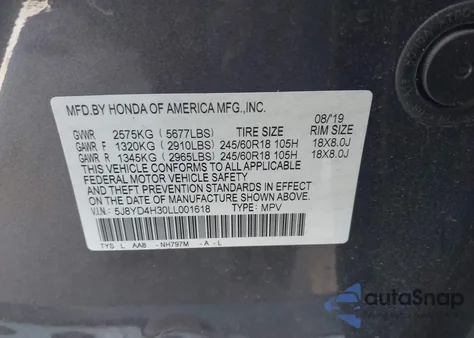 MFD.BY HONDA OF AMERICA MFG.,INC.
08/19
GVWR 2575KG (5677LBS) TIRE SIZE RIM SIZE
GAWR F 1320KG (2910LBS) 245/60R18 105H 18X8.0J
GAWR R 1345KG (2965LBS) 245/60R18 105H 18X8.0J
THIS VEHICLE CONFORMS TO ALL APPLICABLE
FEDERAL MOTOR VEHICLE SAFETY, BUMPER,
AND THEFT PREVENTION STANDARDS IN EFFECT
ON THE DATE OF MANUFACTURE SHOWN ABOVE.
V.I.N: 5J8YD4H30LL001618 TYPE: MPV
TYS L AAB -NH797M -A-L
autoSnap